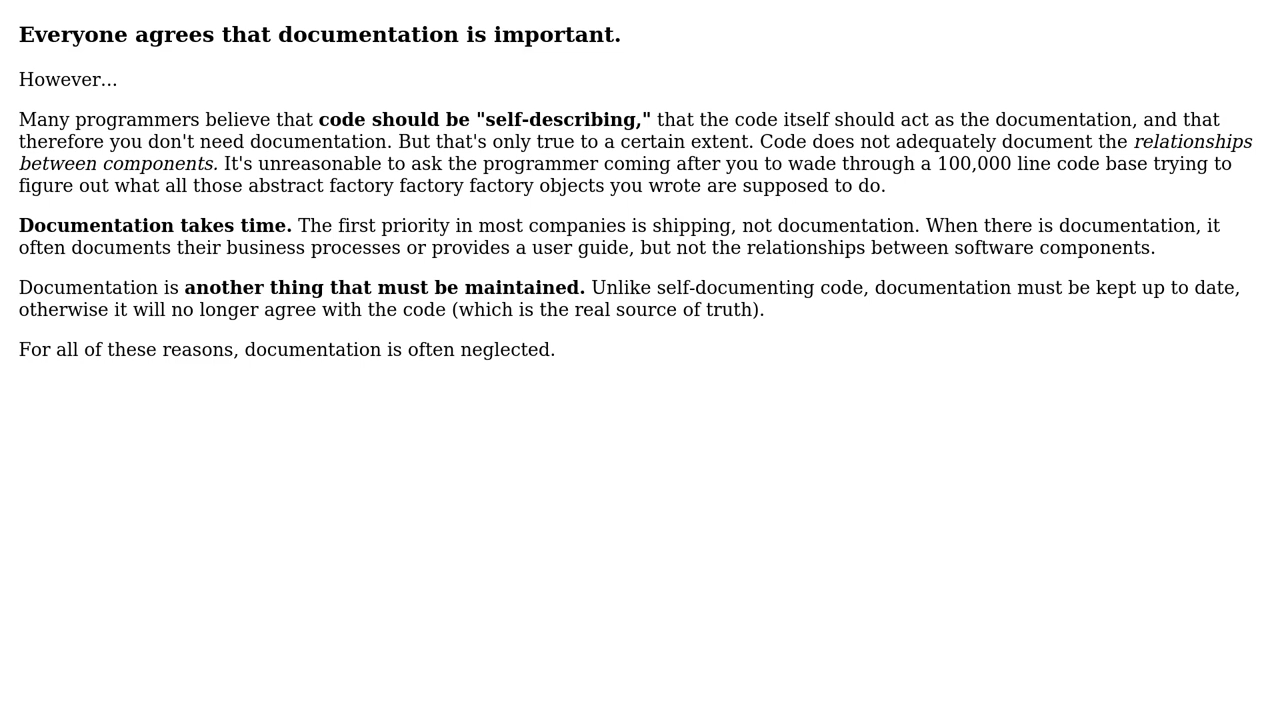 Everyone agrees that documentation is important.
However...
Many programmers believe that code should be "self-describing," that the code itself should act as the documentation, and that
therefore you don't need documentation. But that's only true to a certain extent. Code does not adequately document the relationships
between components. It's unreasonable to ask the programmer coming after you to wade through a 100,000 line code base trying to
figure out what all those abstract factory factory factory objects you wrote are supposed to do.
Documentation takes time. The first priority in most companies is shipping, not documentation. When there is documentation, it
often documents their business processes or provides a user guide, but not the relationships between software components.
Documentation is another thing that must be maintained. Unlike self-documenting code, documentation must be kept up to date,
otherwise it will no longer agree with the code (which is the real source of truth).
For all of these reasons, documentation is often neglected.